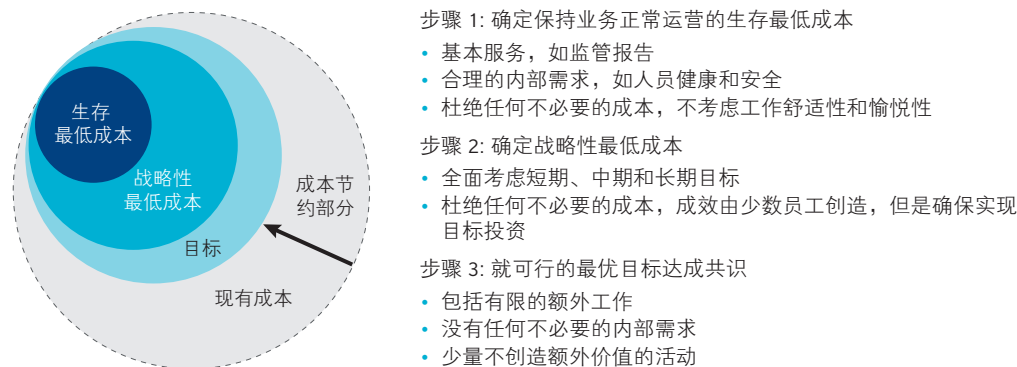 生存
最低成本
战略性
最低成本
目标
成本节
约部分
现有成本
步骤 1: 确定保持业务正常运营的生存最低成本
• 基本服务，如监管报告
• 合理的内部需求，如人员健康和安全
• 杜绝任何不必要的成本，不考虑工作舒适性和愉悦性
步骤 2: 确定战略性最低成本
• 全面考虑短期、中期和长期目标
• 杜绝任何不必要的成本，成效由少数员工创造，但是确保实现
目标投资
步骤 3: 就可行的最优目标达成共识
• 包括有限的额外工作
• 没有任何不必要的内部需求
• 少量不创造额外价值的活动